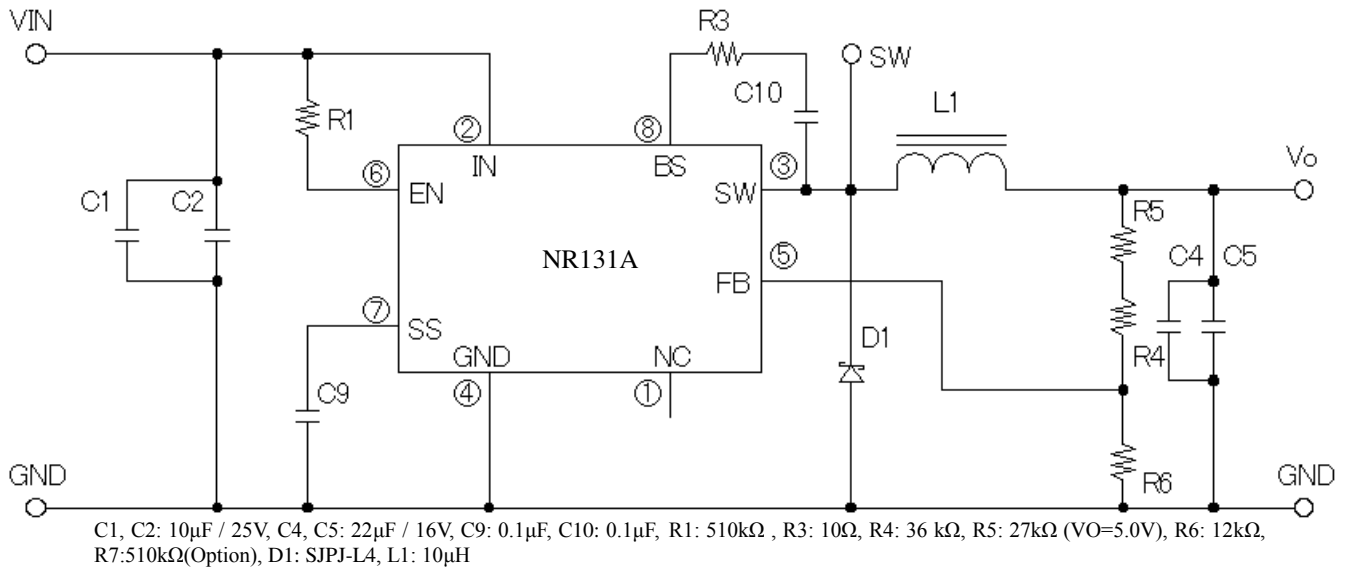 VIN
R3
SW
C10
L1
R1
②
⑧
IN
BS
③
Vo
⑥
EN
SW
C1
C2
R5
NR131A
⑤
FB
C4
C5
⑦
SS
D1
GND
NC
R4
C9
④
①
GND
R6
GND
C1, C2: 10μF / 25V, C4, C5: 22μF / 16V, C9: 0.1μF, C10: 0.1μF, R1: 510kΩ , R3: 10Ω, R4: 36 kΩ, R5: 27kΩ (VO=5.0V), R6: 12kΩ,
R7:510kΩ(Option), D1: SJPJ-L4, L1: 10μH